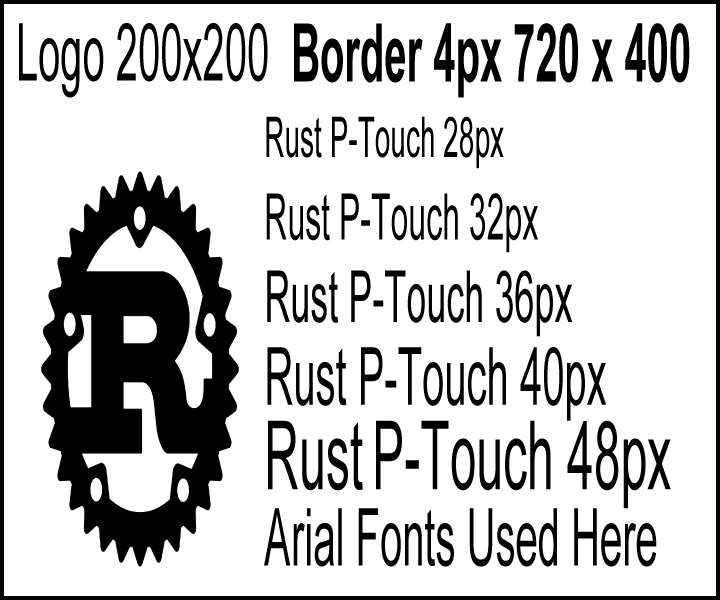 Logo 200x200 Border 4px 720 x 400
Rust P-Touch 28px
Rust P-Touch 32px
Rust P-Touch 36px
R
Rust P-Touch 40px
Rust P-Touch 48px
Arial Fonts Used Here